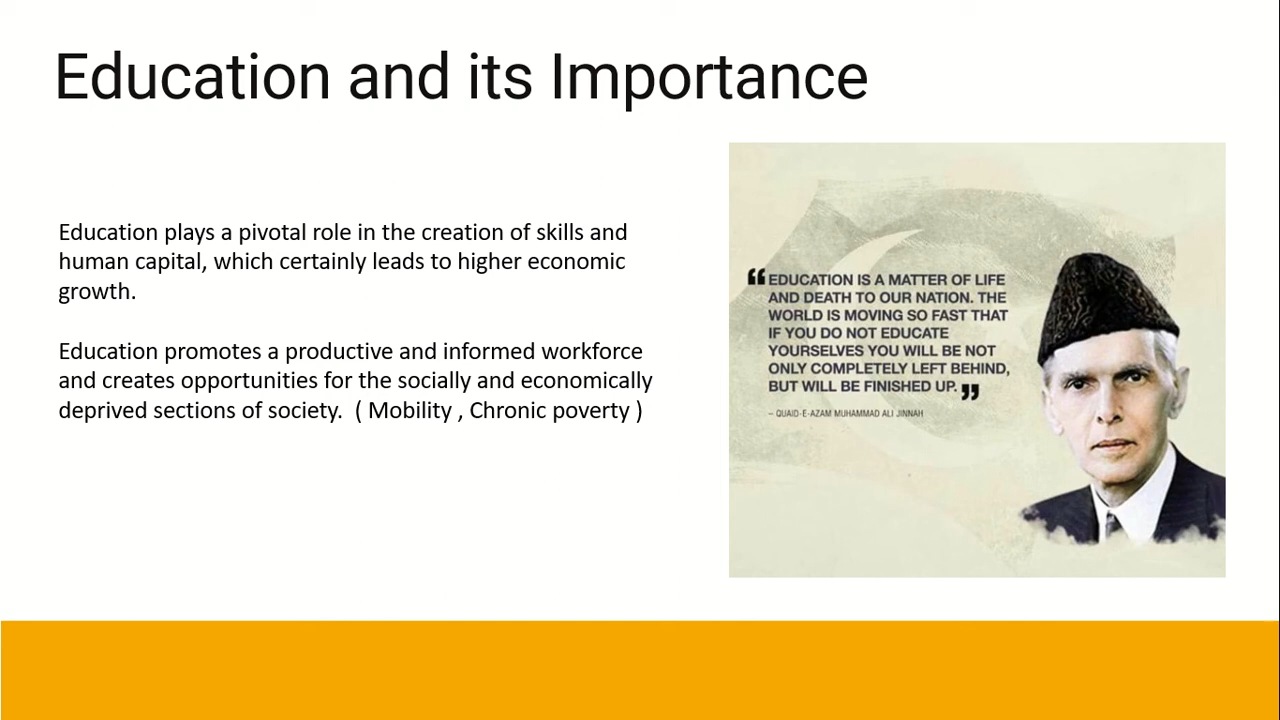 Education and its Importance
Education plays a pivotal role in the creation of skills and
human capital, which certainly leads to higher economic
growth.
Education promotes a productive and informed workforce
and creates opportunities for the socially and economically
deprived sections of society.  ( Mobility , Chronic poverty )
“EDUCATION IS A MATTER OF LIFE
AND DEATH TO OUR NATION. THE
WORLD IS MOVING SO FAST THAT
IF YOU DO NOT EDUCATE
YOURSELVES YOU WILL BE NOT
ONLY COMPLETELY LEFT BEHIND,
BUT WILL BE FINISHED UP.”
– QUAID-E-AZAM MUHAMMAD ALI JINNAH